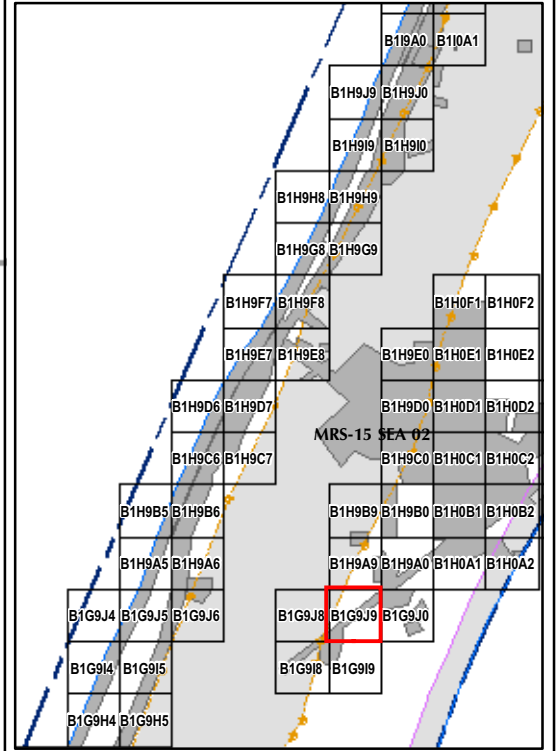 B1I9A0 B1I0A1
B1H9J9 B1H9J0
B1H9I9 B1H9I0
B1H9H8 B1H9H9
B1H9G8 B1H9G9
B1H9F7 B1H9F8 B1H0F1 B1H0F2
B1H9E7 B1H9E8 B1H9E0 B1H0E1 B1H0E2
B1H9D6 B1H9D7 B1H9D0 B1H0D1 B1H0D2
MRS-15 SEA 02
B1H9C6 B1H9C7 B1H9C0 B1H0C1 B1H0C2
B1H9B5 B1H9B6 B1H9B9 B1H9B0 B1H0B1 B1H0B2
B1H9A5 B1H9A6 B1H9A9 B1H9A0 B1H0A1 B1H0A2
B1G9J4 B1G9J5 B1G9J6 B1G9J8 B1G9J9 B1G9J0
B1G9I4 B1G9I5 B1G9I8 B1G9I9
B1G9H4 B1G9H5